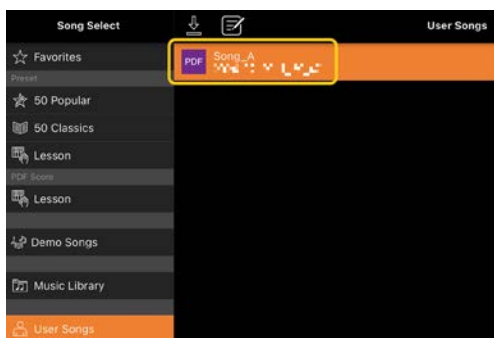 Song Select
User Songs
Favorites
Preset
50 Popular
50 Classics
Lesson
PDF Score
Lesson
Demo Songs
Music Library
User Songs
PDF
Song_A